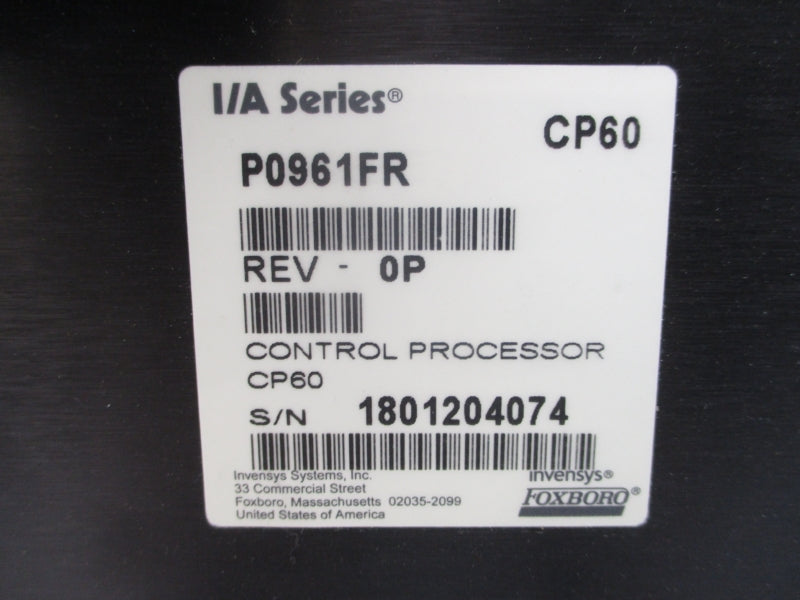 I/A Series®
CP60
P0961FR
REV - 0P
CONTROL PROCESSOR
CP60
S/N 1801204074
Invensys Systems, Inc.
33 Commercial Street
Foxboro, Massachusetts 02035-2099
United States of America
invensys®
FOXBORO®